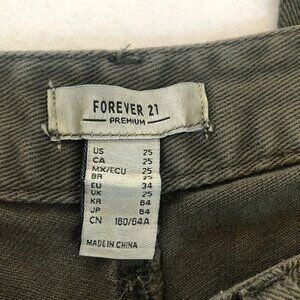 FOREVER 21
PREMIUM
US 25
CA 25
MX/ECU 25
BR 25
EU 34
UK 25
KR 64
JP 64
CN 160/64A
MADE IN CHINA